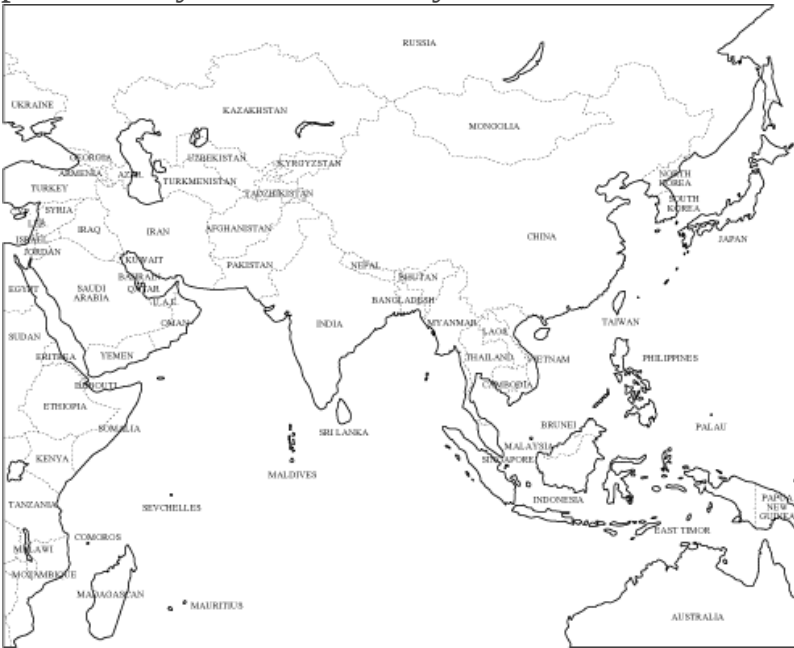 RUSSIA
UKRAINE
KAZAKHSTAN
MONGOLIA
GEORGIA
UZBEKISTAN
KYRGYZSTAN
ARMENIA
AZER.
TURKMENISTAN
NORTH
KOREA
TURKEY
TADZHIKISTAN
SOUTH
KOREA
SYRIA
LEB.
IRAQ
IRAN
AFGHANISTAN
CHINA
JAPAN
ISRAEL
JORDAN
KUWAIT
PAKISTAN
NEPAL
BHUTAN
BAHRAIN
EGYPT
SAUDI
ARABIA
QATAR
U.A.E.
BANGLADESH
OMAN
INDIA
MYANMAR
TAIWAN
SUDAN
LAOS
ERITREA
YEMEN
THAILAND
VIETNAM
PHILIPPINES
DJIBOUTI
CAMBODIA
ETHIOPIA
SOMALIA
SRI LANKA
BRUNEI
PALAU
MALAYSIA
KENYA
SINGAPORE
MALDIVES
TANZANIA
SEYCHELLES
INDONESIA
PAPUA
NEW
GUINEA
EAST TIMOR
COMOROS
MALAWI
MOZAMBIQUE
MADAGASCAN
MAURITIUS
AUSTRALIA